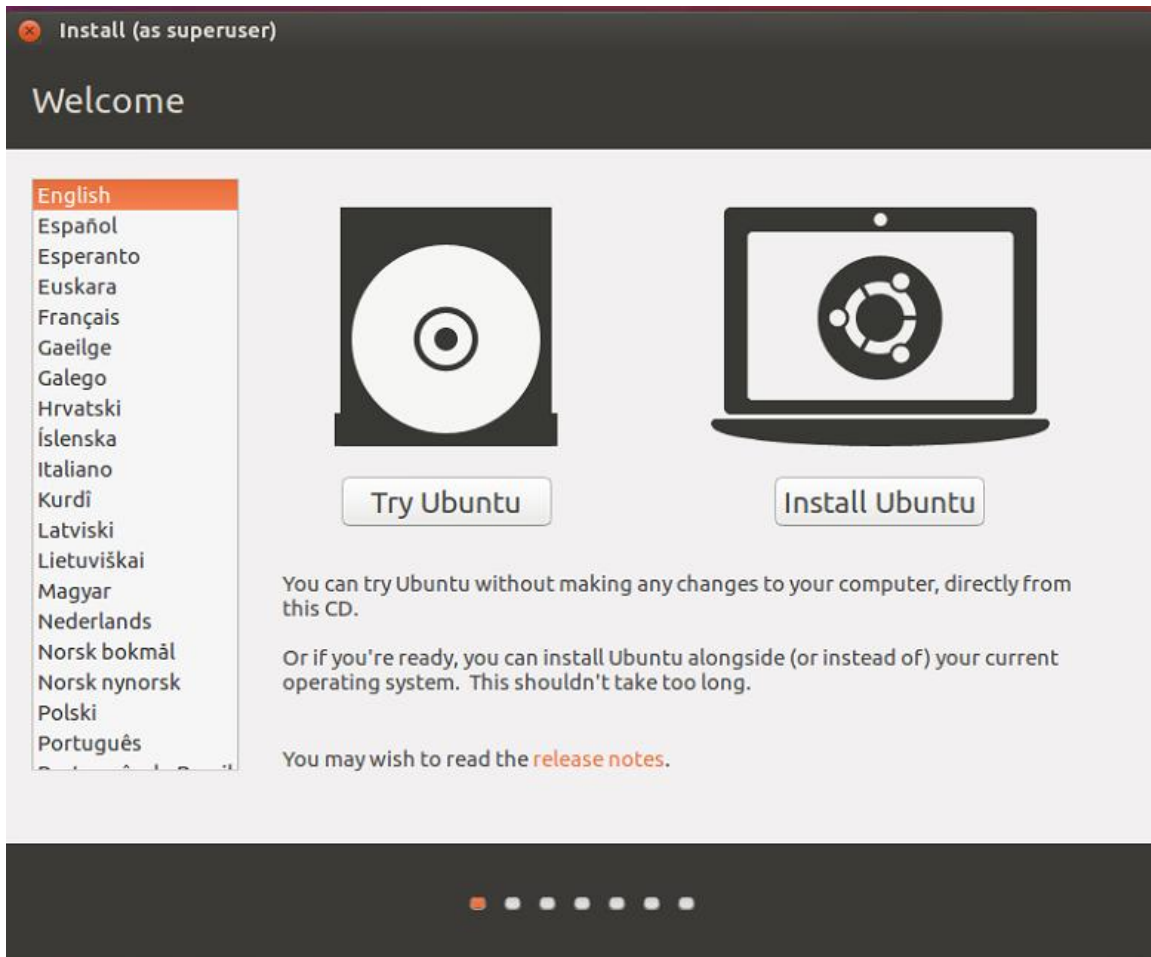 Install (as superuser)
Welcome
English
Español
Esperanto
Euskara
Français
Gaeilge
Galego
Hrvatski
Íslenska
Italiano
Kurdî
Latviski
Lietuviškai
Magyar
Nederlands
Norsk bokmål
Norsk nynorsk
Polski
Português
Try Ubuntu
Install Ubuntu
You can try Ubuntu without making any changes to your computer, directly from
this CD.
Or if you're ready, you can install Ubuntu alongside (or instead of) your current
operating system. This shouldn't take too long.
You may wish to read the release notes.